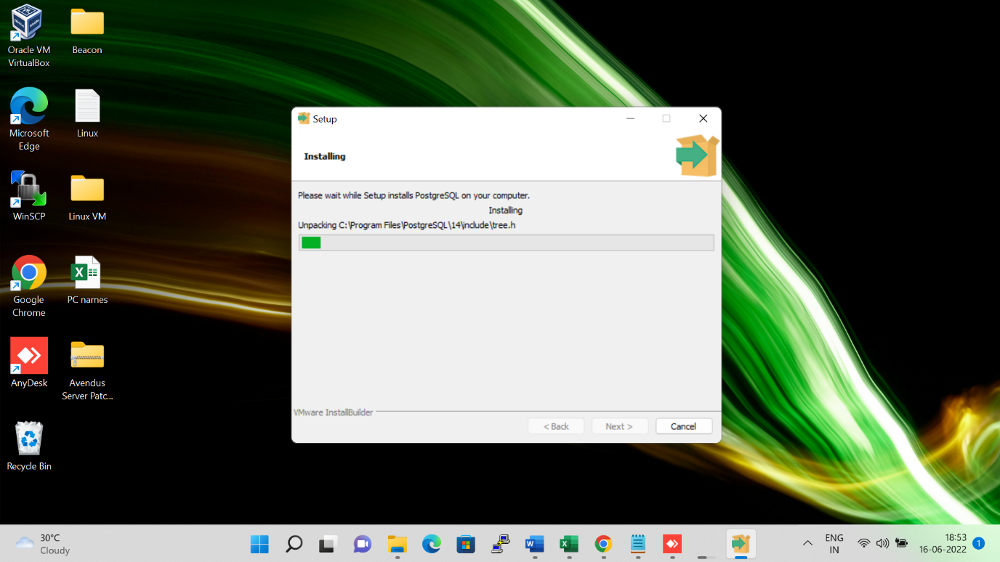 Oracle VM
VirtualBox
Beacon
Microsoft
Edge
Linux
WinSCP
Linux VM
Google
Chrome
PC names
AnyDesk
Avendus
Server Patc...
Recycle Bin
Setup
Installing
Please wait while Setup installs PostgreSQL on your computer.
Installing
Unpacking C:\Program Files\PostgreSQL\14\include\tree.h
VMware InstallBuilder
< Back
Next >
Cancel
30°C
Cloudy
ENG
IN
18:53
16-06-2022
1